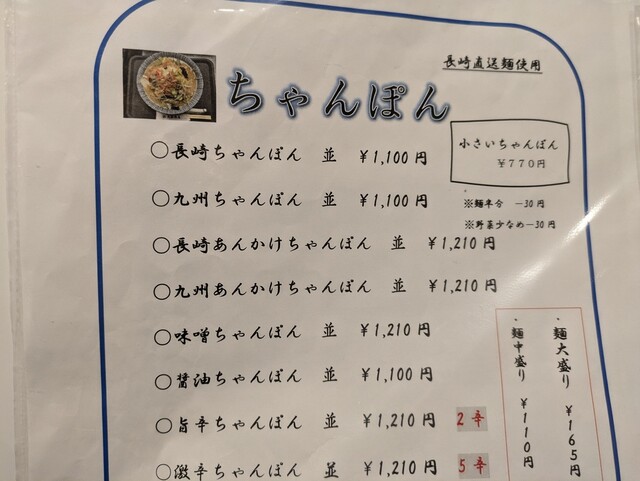 長崎直送麺使用
ちゃんぽん
小さいちゃんぽん
￥770円
○長崎ちゃんぽん 並 ￥1,100円
○九州ちゃんぽん 並 ￥1,100円
※麺半分 －30円
※野菜少なめ－30円
○長崎あんかけちゃんぽん 並 ￥1,210円
○九州あんかけちゃんぽん 並 ￥1,210円
○味噌ちゃんぽん 並 ￥1,210円
○醤油ちゃんぽん 並 ￥1,100円
○旨辛ちゃんぽん 並 ￥1,210円 2辛
○激辛ちゃんぽん 並 ￥1,210円 5辛
・麺大盛り ￥165円
・麺中盛り ￥110円